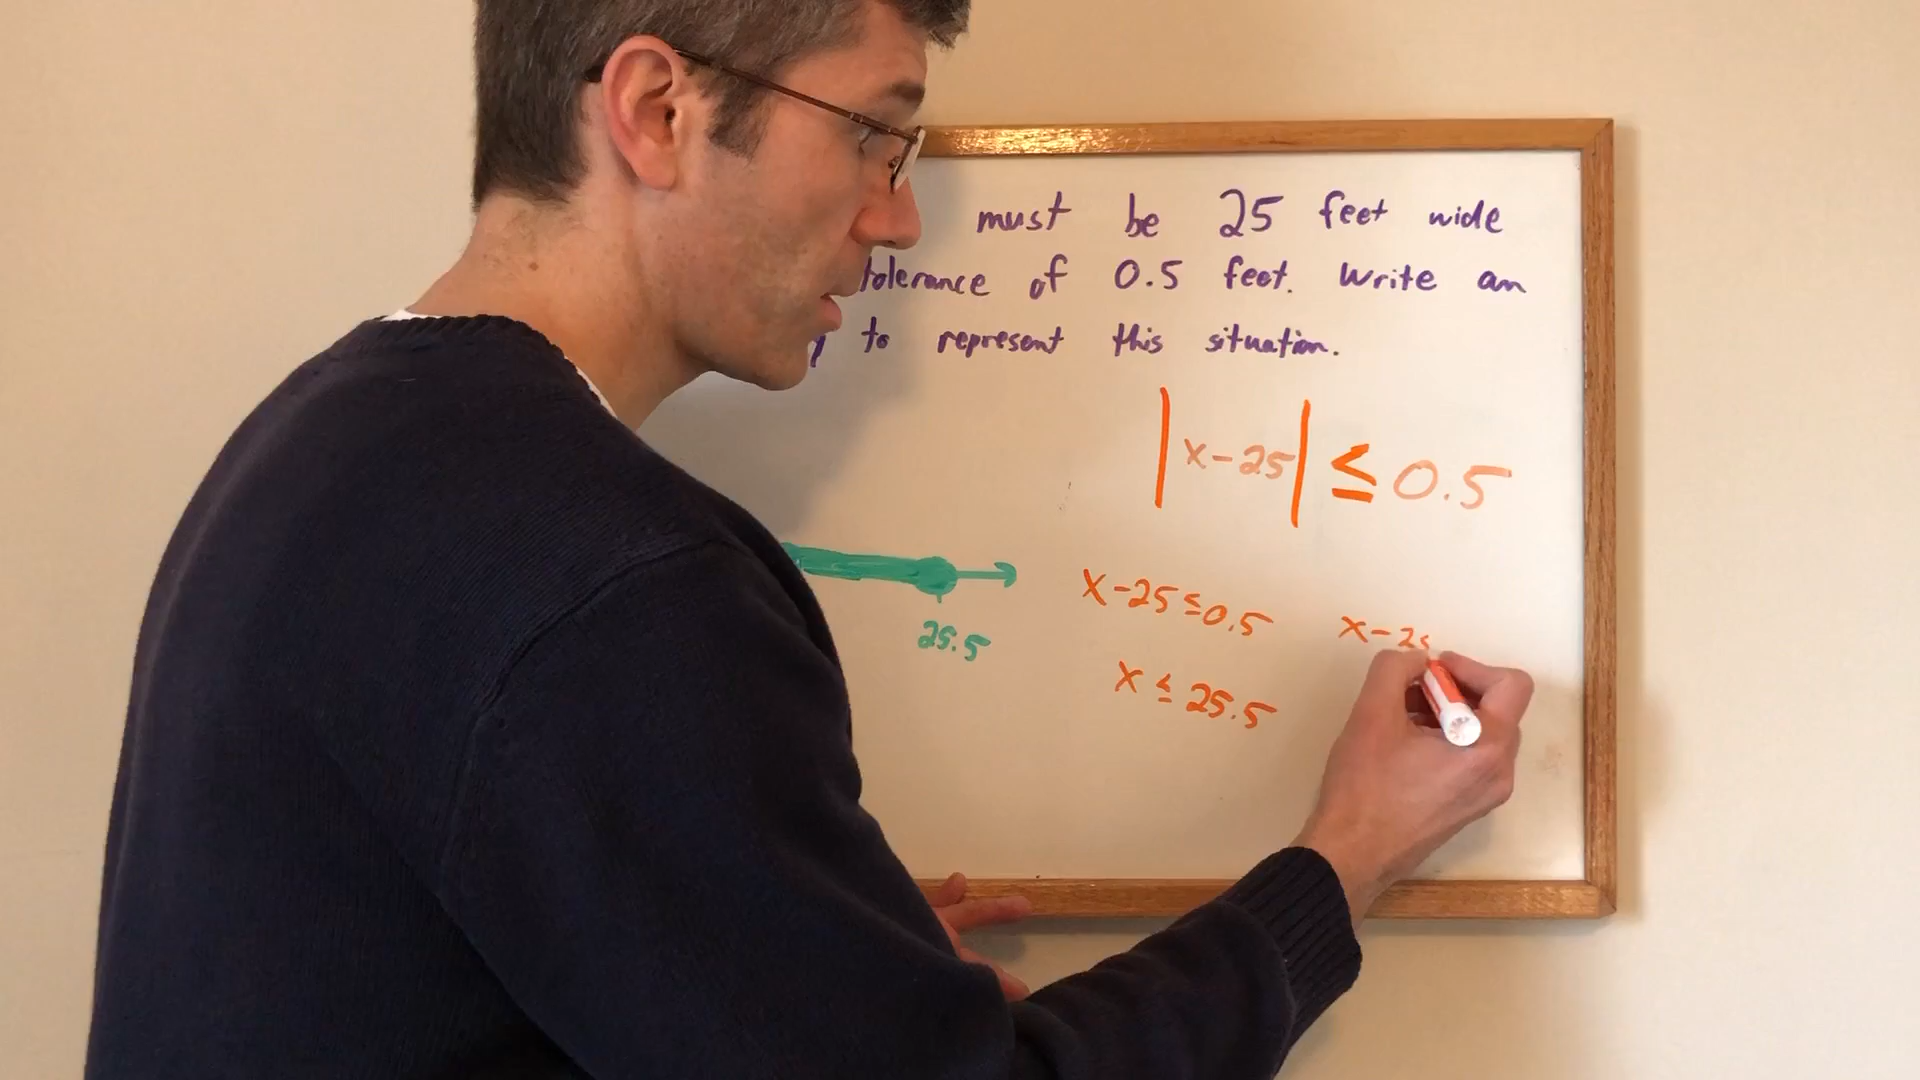 must be 25 feet wide
tolerance of 0.5 feet. Write an
to represent this situation.
|x-25| ≤ 0.5
x-25≤0.5 x-25
25.5
x ≤ 25.5